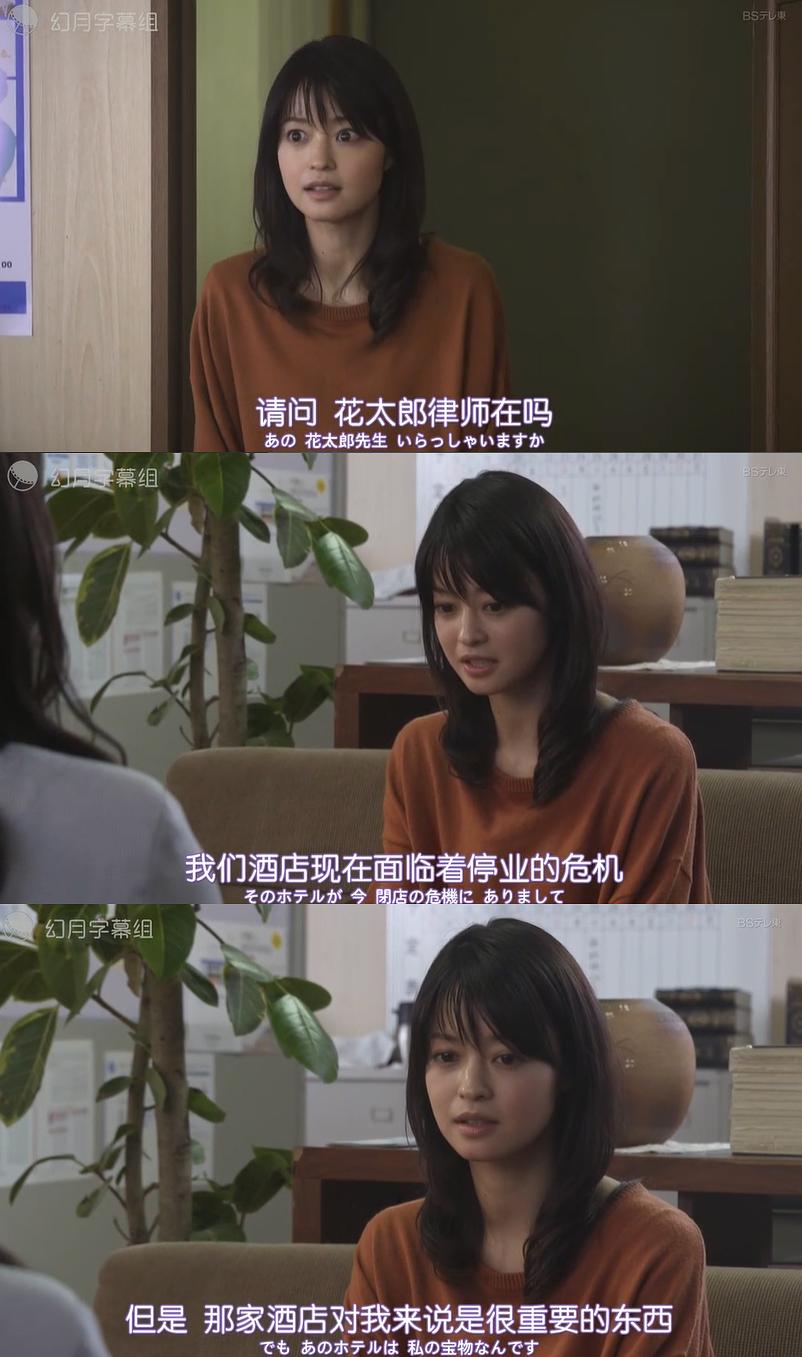 幻月字幕组
BSテレ東
00
请问 花太郎律师在吗
あの 花太郎先生 いらっしゃいますか
幻月字幕组
BSテレ東
定
我们酒店现在面临着停业的危机
そのホテルが 今 閉店の危機に ありまして
幻月字幕组
BSテレ東
定
但是 那家酒店对我来说是很重要的东西
でも あのホテルは 私の宝物なんです